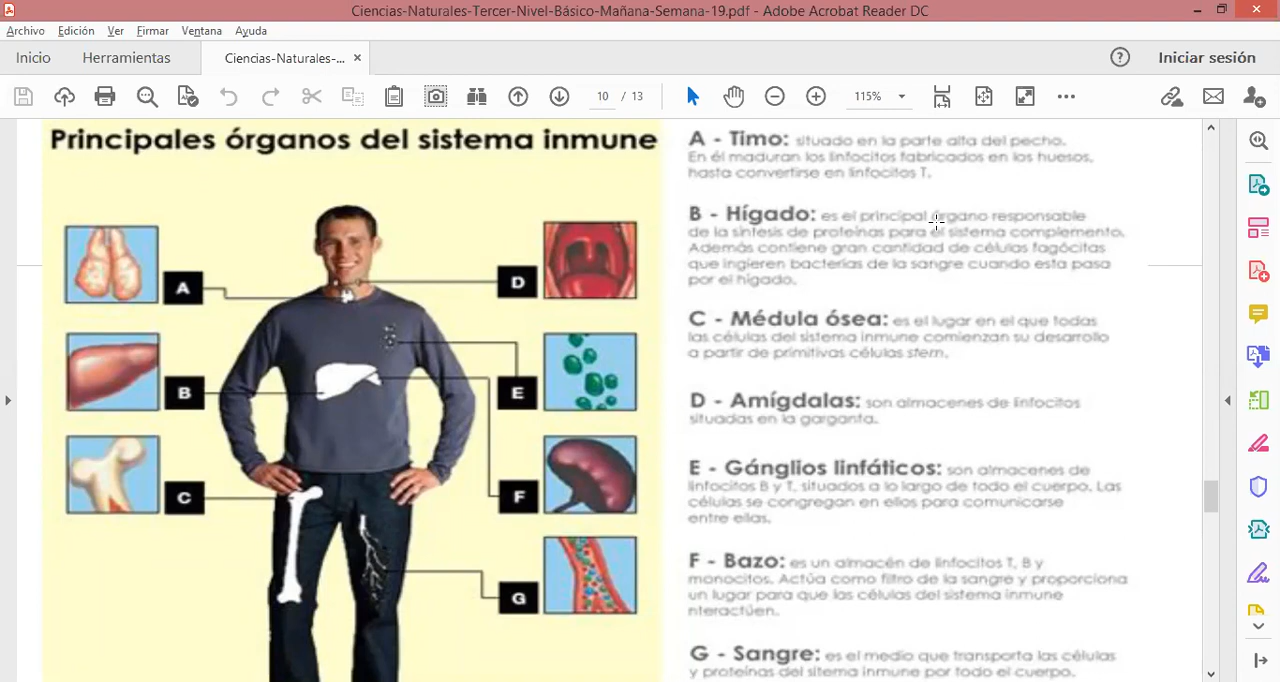 Ciencias-Naturales-Tercer-Nivel-Básico-Mañana-Semana-19.pdf - Adobe Acrobat Reader DC
Archivo Edición Ver Firmar Ventana Ayuda
Inicio Herramientas Ciencias-Naturales-... × Iniciar sesión
10 / 13 115%
Principales órganos del sistema inmune
A
B
C
D
E
F
G
A - Timo: situado en la parte alta del pecho.
En él maduran los linfocitos fabricados en los huesos,
hasta convertirse en linfocitos T.
B - Hígado: es el principal órgano responsable
de la síntesis de proteínas para el sistema complemento.
Además contiene gran cantidad de células fagócitas
que ingieren bacterias de la sangre cuando esta pasa
por el hígado.
C - Médula ósea: es el lugar en el que todas
las células del sistema inmune comienzan su desarrollo
a partir de primitivas células stern.
D - Amígdalas: son almacenes de linfocitos
situadas en la garganta.
E - Gánglios linfáticos: son almacenes de
linfocitos B y T, situados a lo largo de todo el cuerpo. Las
células se congregan en ellos para comunicarse
entre ellas.
F - Bazo: es un almacén de linfocitos T, B y
monocitos. Actúa como filtro de la sangre y proporciona
un lugar para que las células del sistema inmune
nteractúen.
G - Sangre: es el medio que transporta las células
y proteínas del sitema inmune por todo el cuerpo.